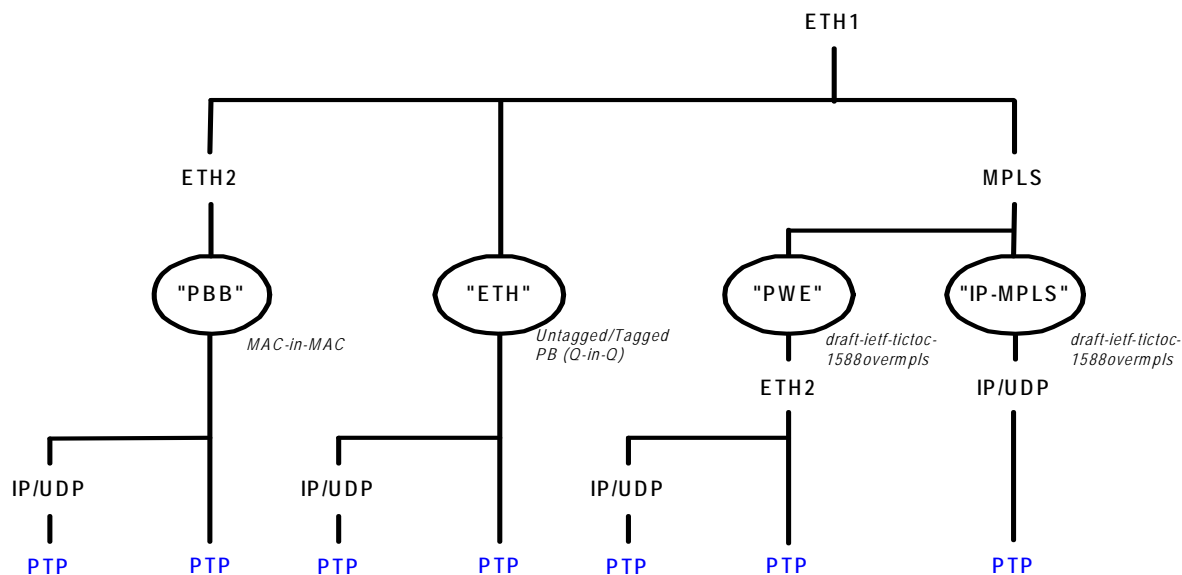 ETH1
ETH2
MPLS
"PBB"
"ETH"
"PWE"
"IP-MPLS"
MAC-in-MAC
Untagged/Tagged
PB (Q-in-Q)
draft-ietf-tictoc-
1588overmpls
draft-ietf-tictoc-
1588overmpls
ETH2
IP/UDP
IP/UDP
IP/UDP
IP/UDP
PTP
PTP
PTP
PTP
PTP
PTP
PTP